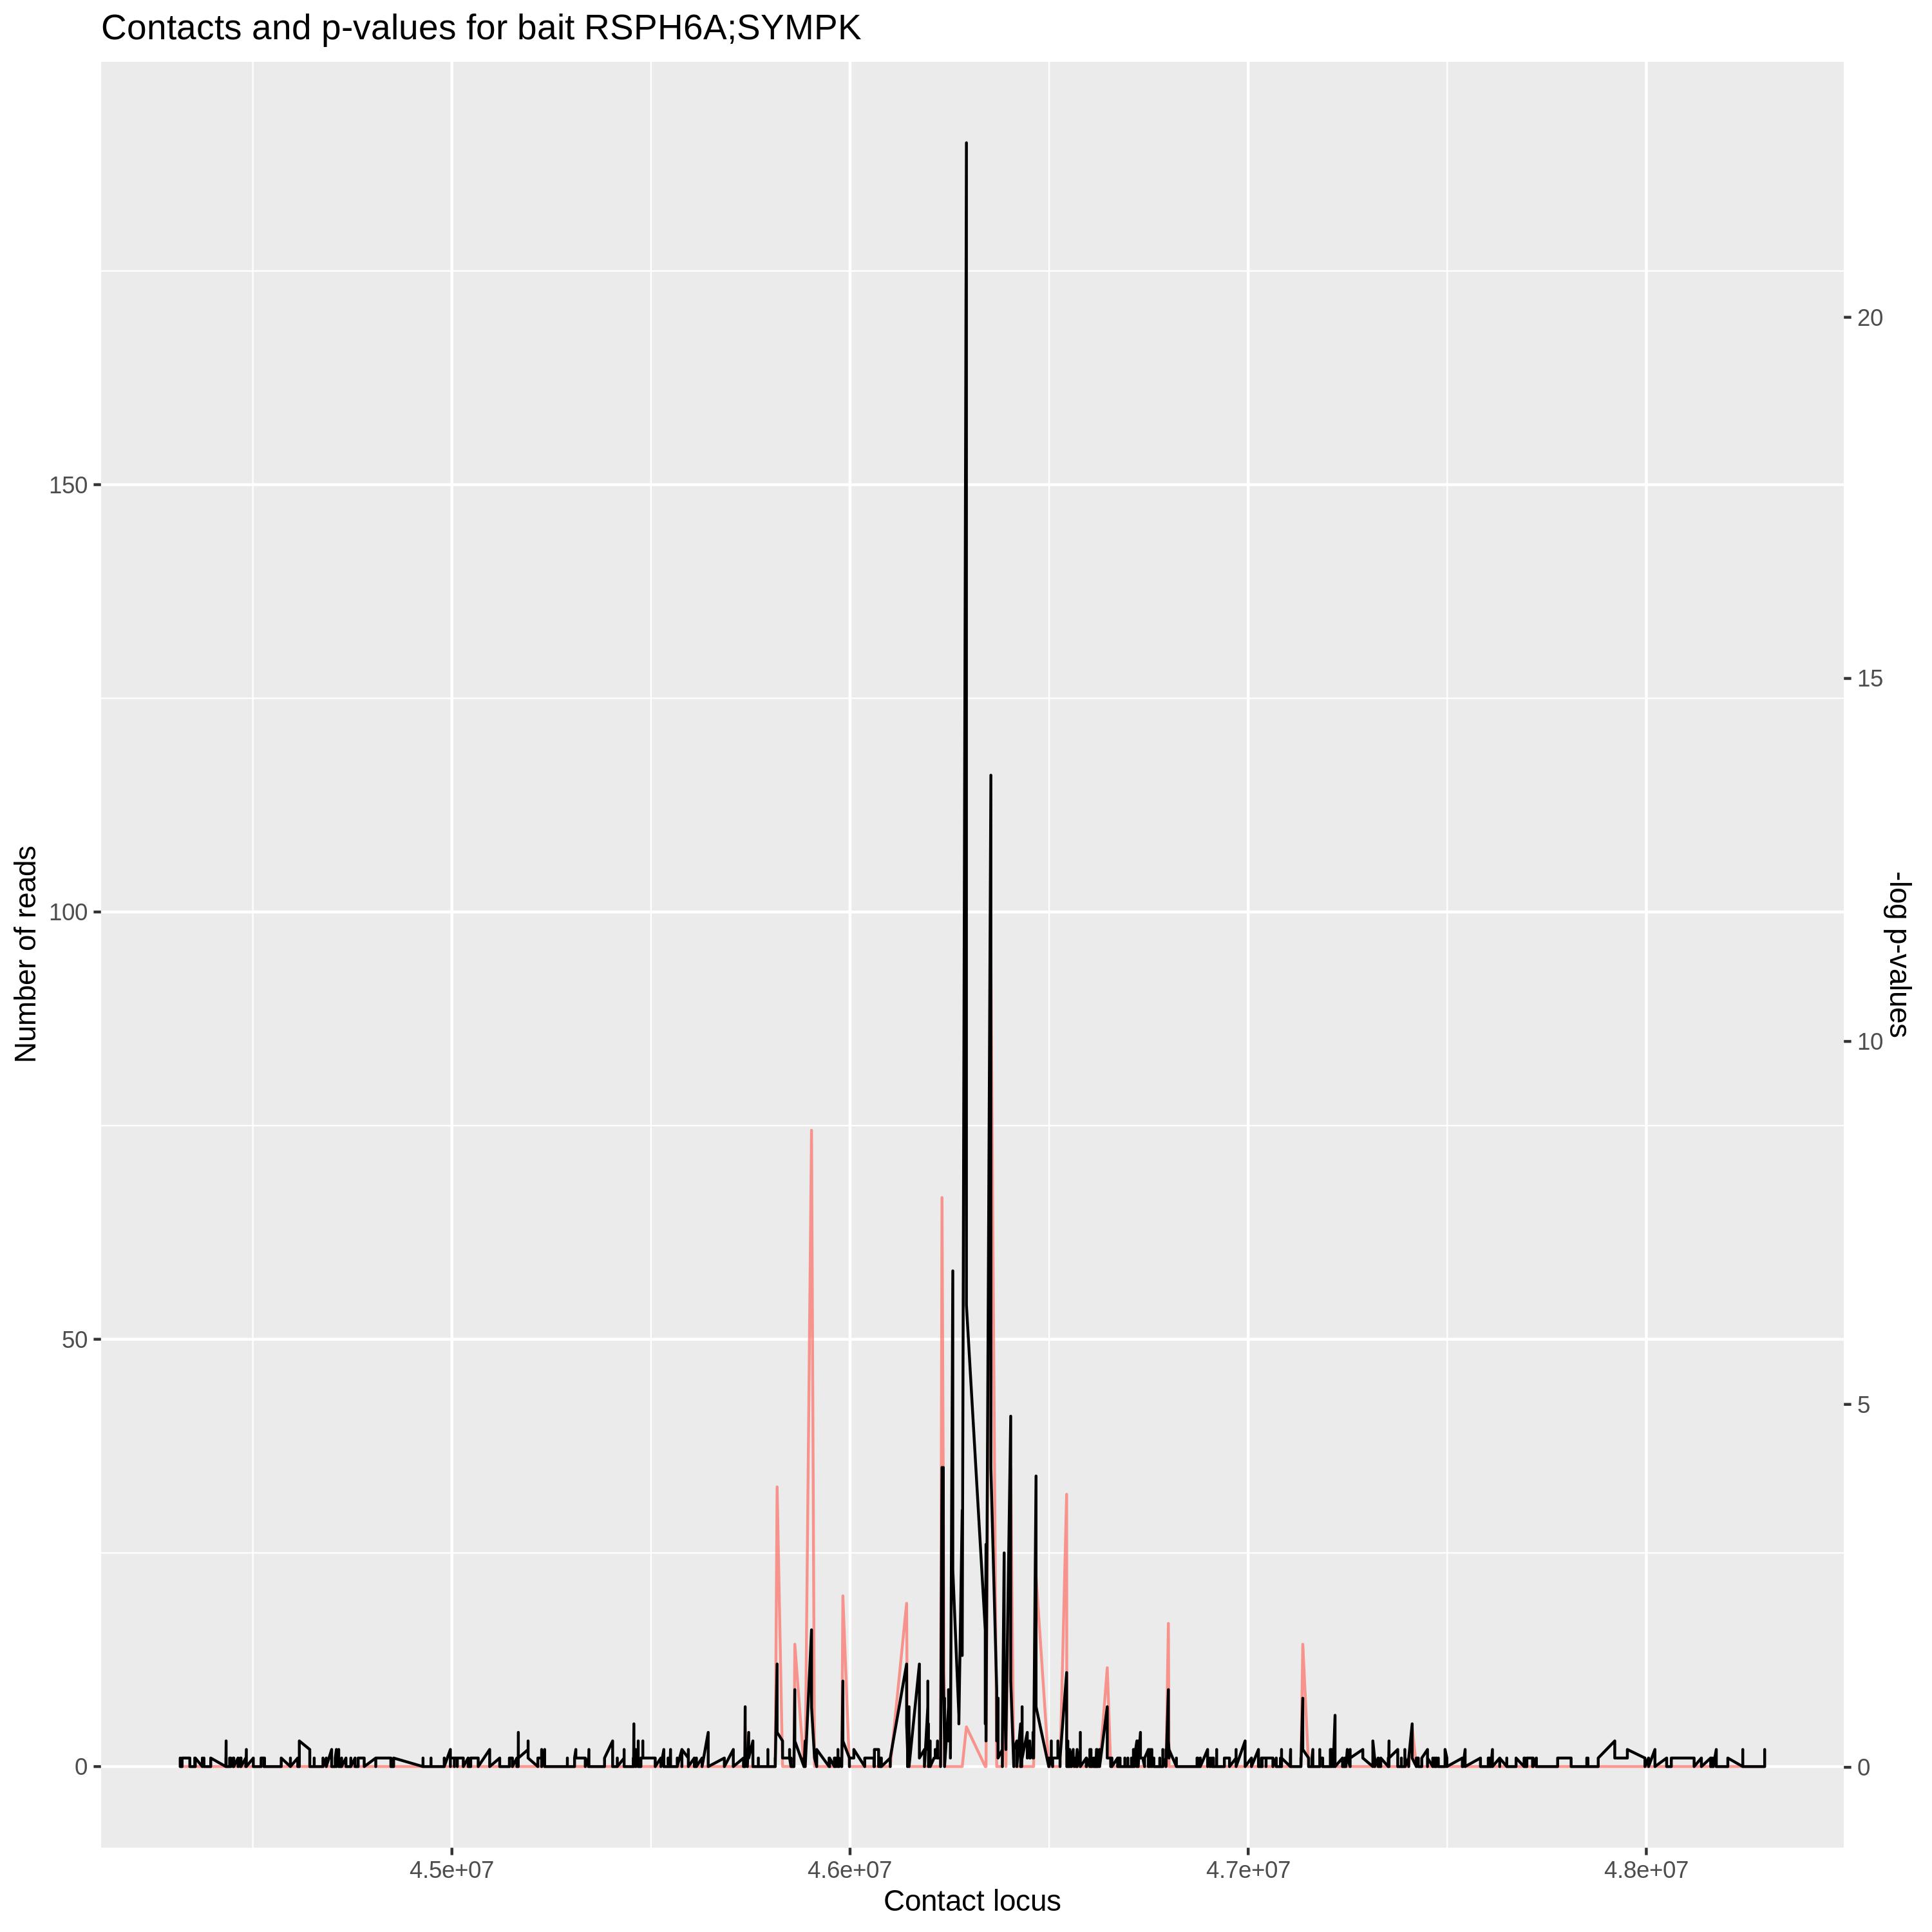 Contacts and p-values for bait RSPH6A;SYMPK
Number of reads
150
100
50
0
20
15
10
5
0
-log p-values
4.5e+07 4.6e+07 4.7e+07 4.8e+07
Contact locus